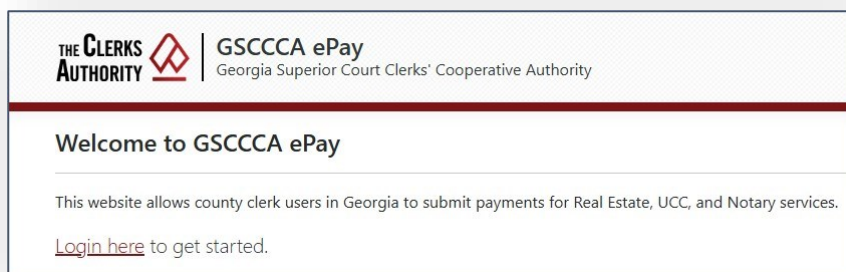 THE CLERKS
AUTHORITY
GSCCCA ePay
Georgia Superior Court Clerks' Cooperative Authority
Welcome to GSCCCA ePay
This website allows county clerk users in Georgia to submit payments for Real Estate, UCC, and Notary services.
Login here to get started.